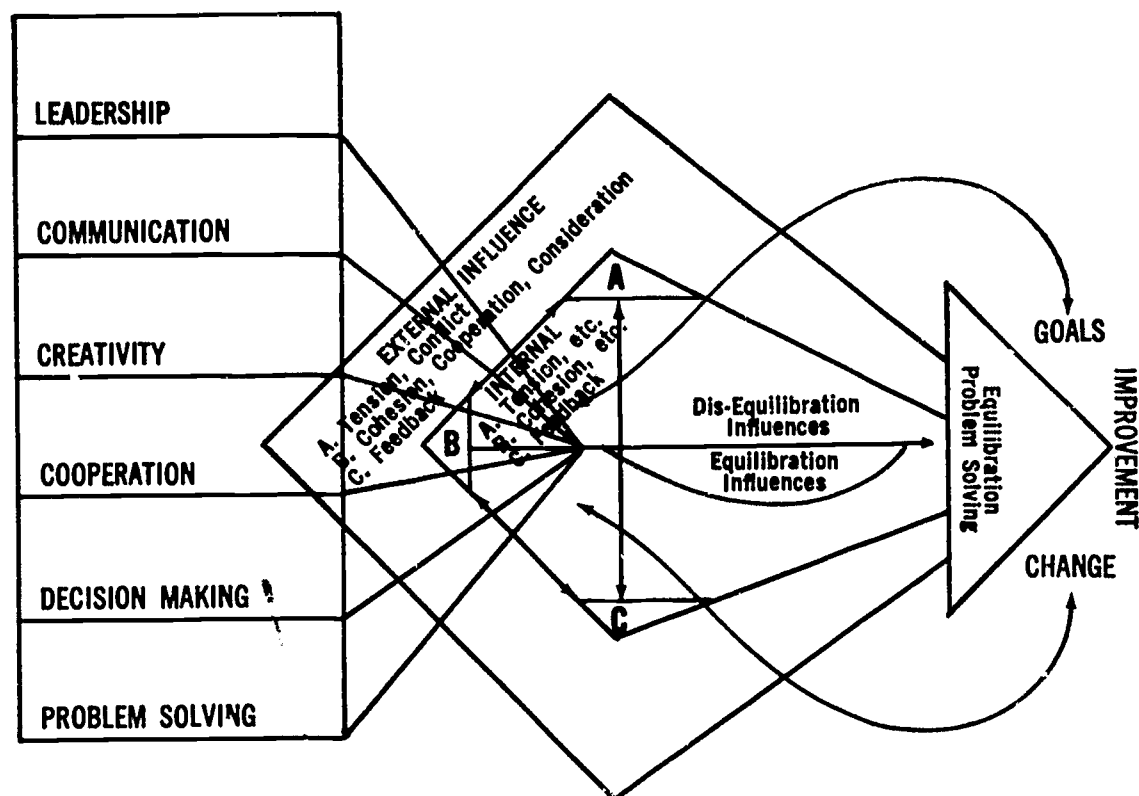 LEADERSHIP
COMMUNICATION
CREATIVITY
COOPERATION
DECISION MAKING
PROBLEM SOLVING
EXTERNAL INFLUENCE
A. Tension, Conflict
B. Cohesion, Cooperation, Consideration
C. Feedback
INTERNAL
A. Tension, etc.
B. Cohesion, etc.
C. Feedback
A
B
C
Dis-Equilibration
Influences
Equilibration
Influences
Equilibration
Problem Solving
GOALS
IMPROVEMENT
CHANGE